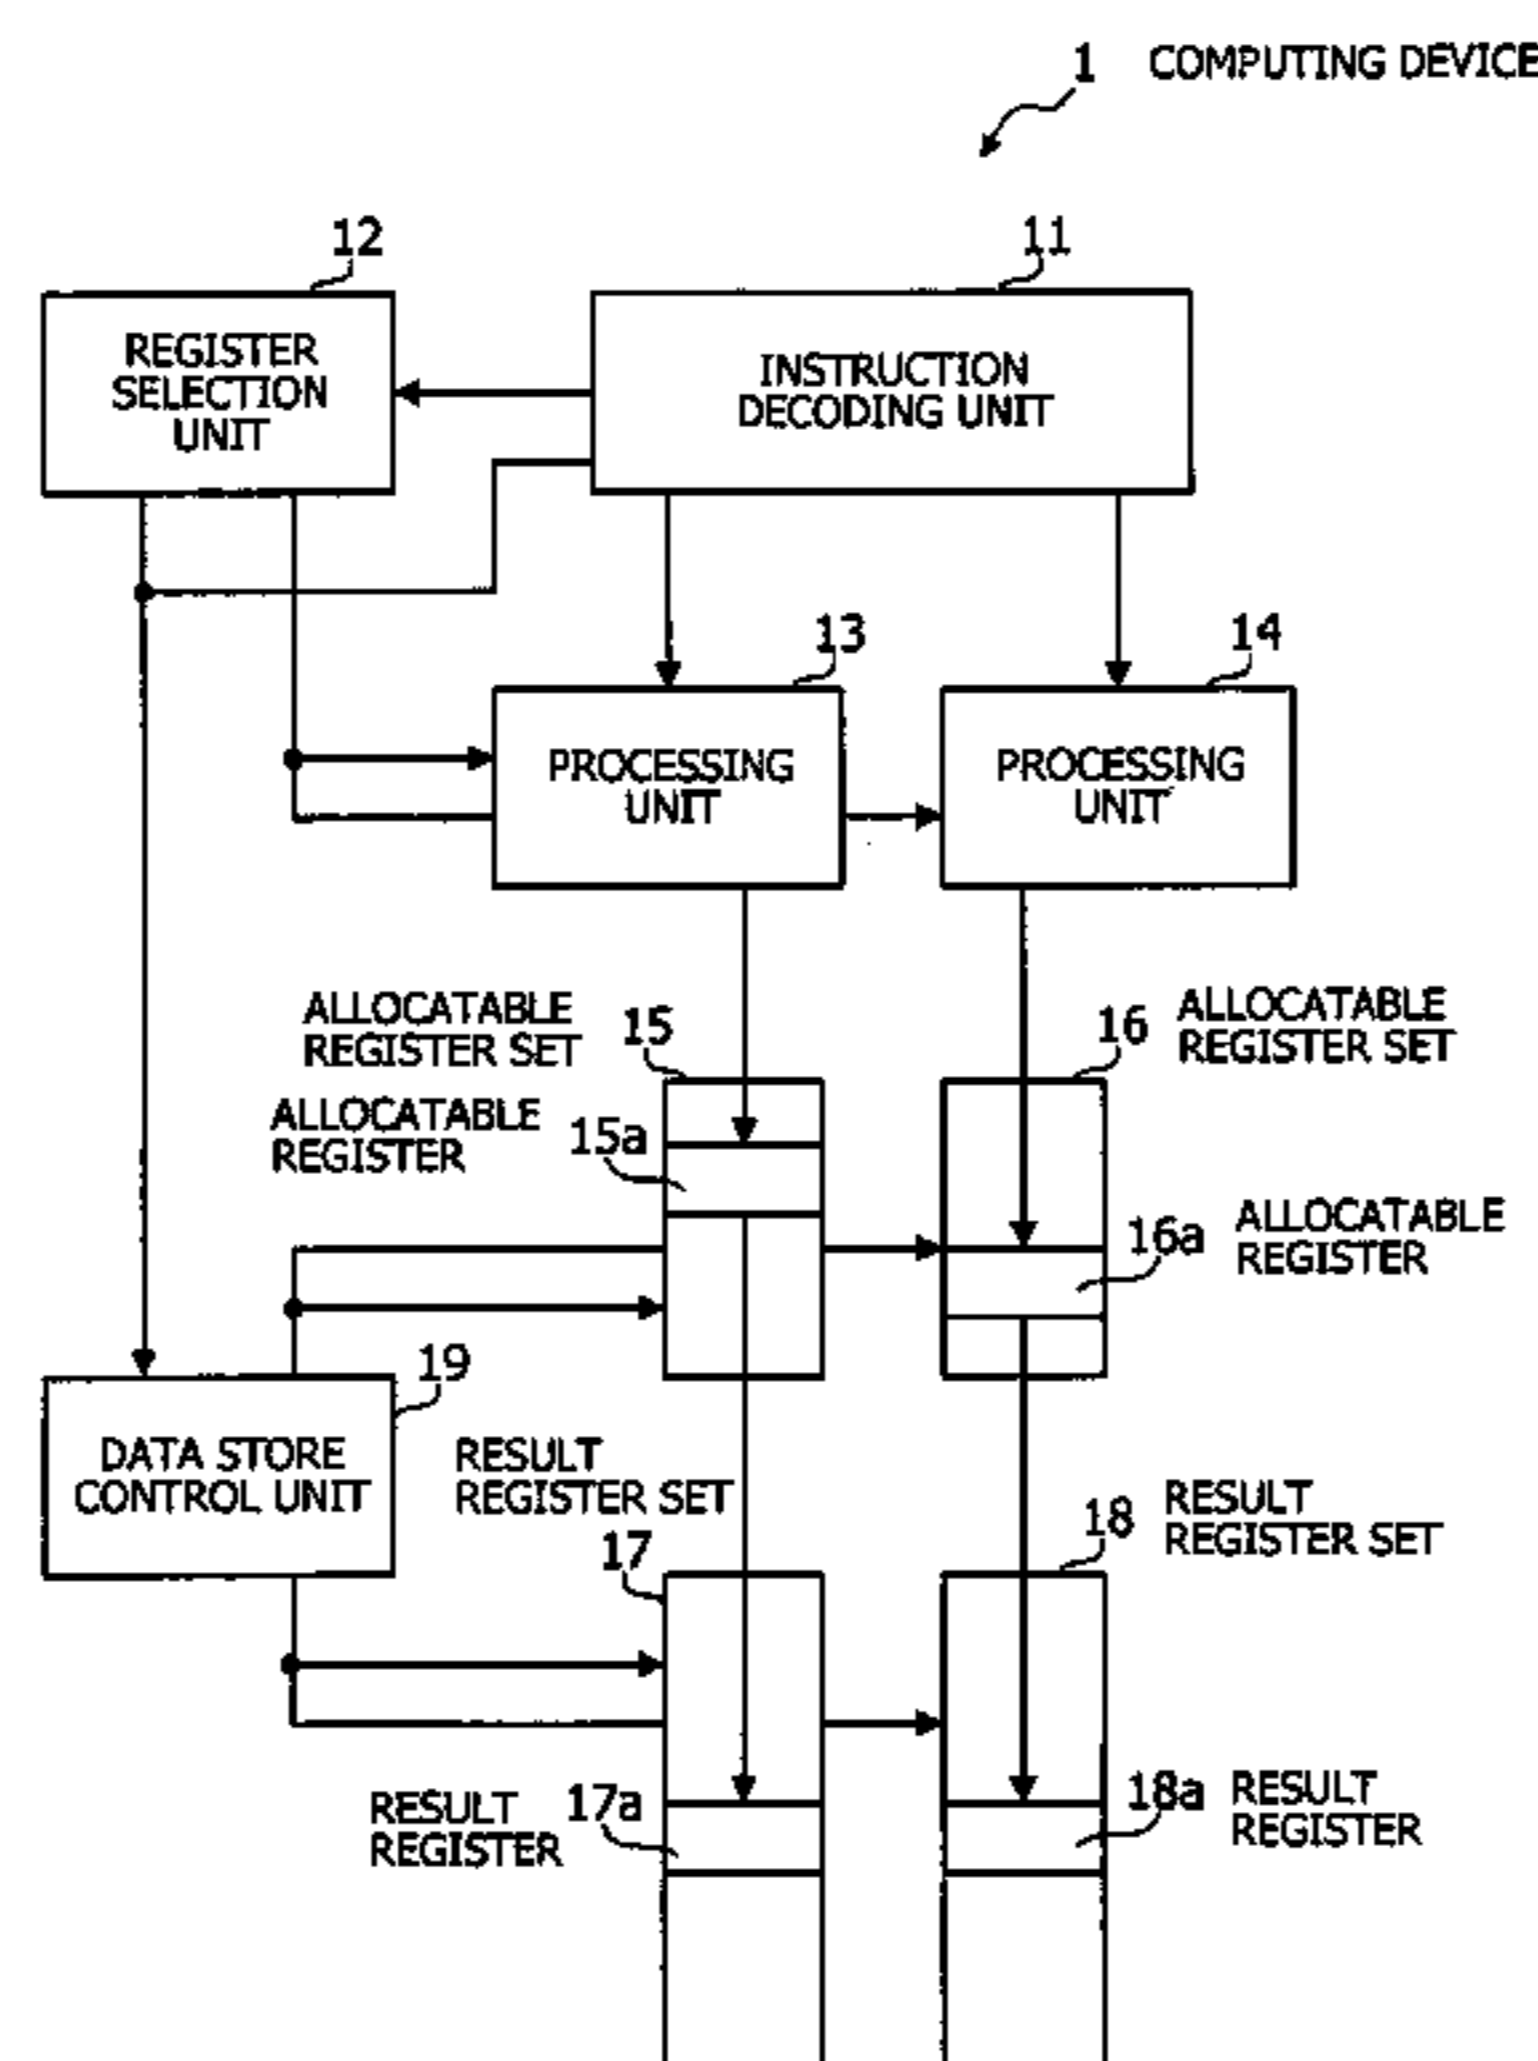 1 COMPUTING DEVICE
12
11
REGISTER
SELECTION
UNIT
INSTRUCTION
DECODING UNIT
13
14
PROCESSING
UNIT
PROCESSING
UNIT
ALLOCATABLE
REGISTER SET
15
16
ALLOCATABLE
REGISTER SET
ALLOCATABLE
REGISTER
15a
16a
ALLOCATABLE
REGISTER
19
DATA STORE
CONTROL UNIT
RESULT
REGISTER SET
17
18
RESULT
REGISTER SET
RESULT
REGISTER
17a
18a
RESULT
REGISTER